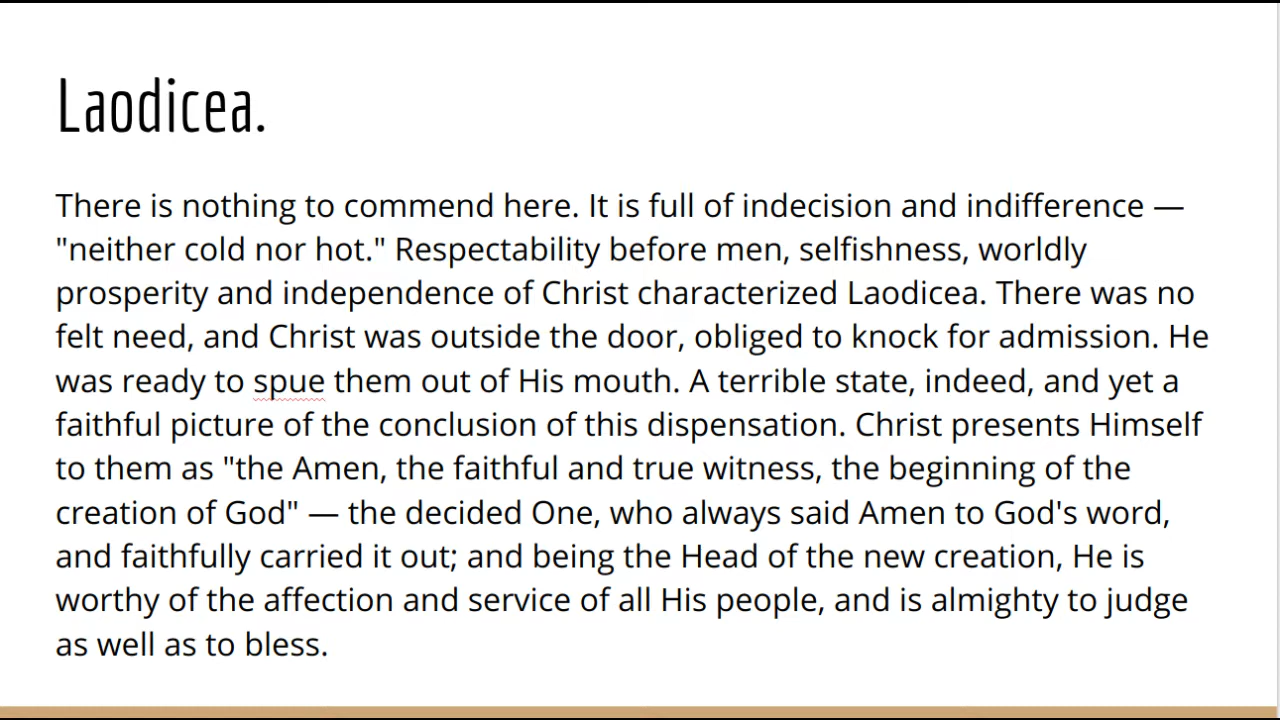 Laodicea.
There is nothing to commend here. It is full of indecision and indifference —
"neither cold nor hot." Respectability before men, selfishness, worldly
prosperity and independence of Christ characterized Laodicea. There was no
felt need, and Christ was outside the door, obliged to knock for admission. He
was ready to spue them out of His mouth. A terrible state, indeed, and yet a
faithful picture of the conclusion of this dispensation. Christ presents Himself
to them as "the Amen, the faithful and true witness, the beginning of the
creation of God" — the decided One, who always said Amen to God's word,
and faithfully carried it out; and being the Head of the new creation, He is
worthy of the affection and service of all His people, and is almighty to judge
as well as to bless.